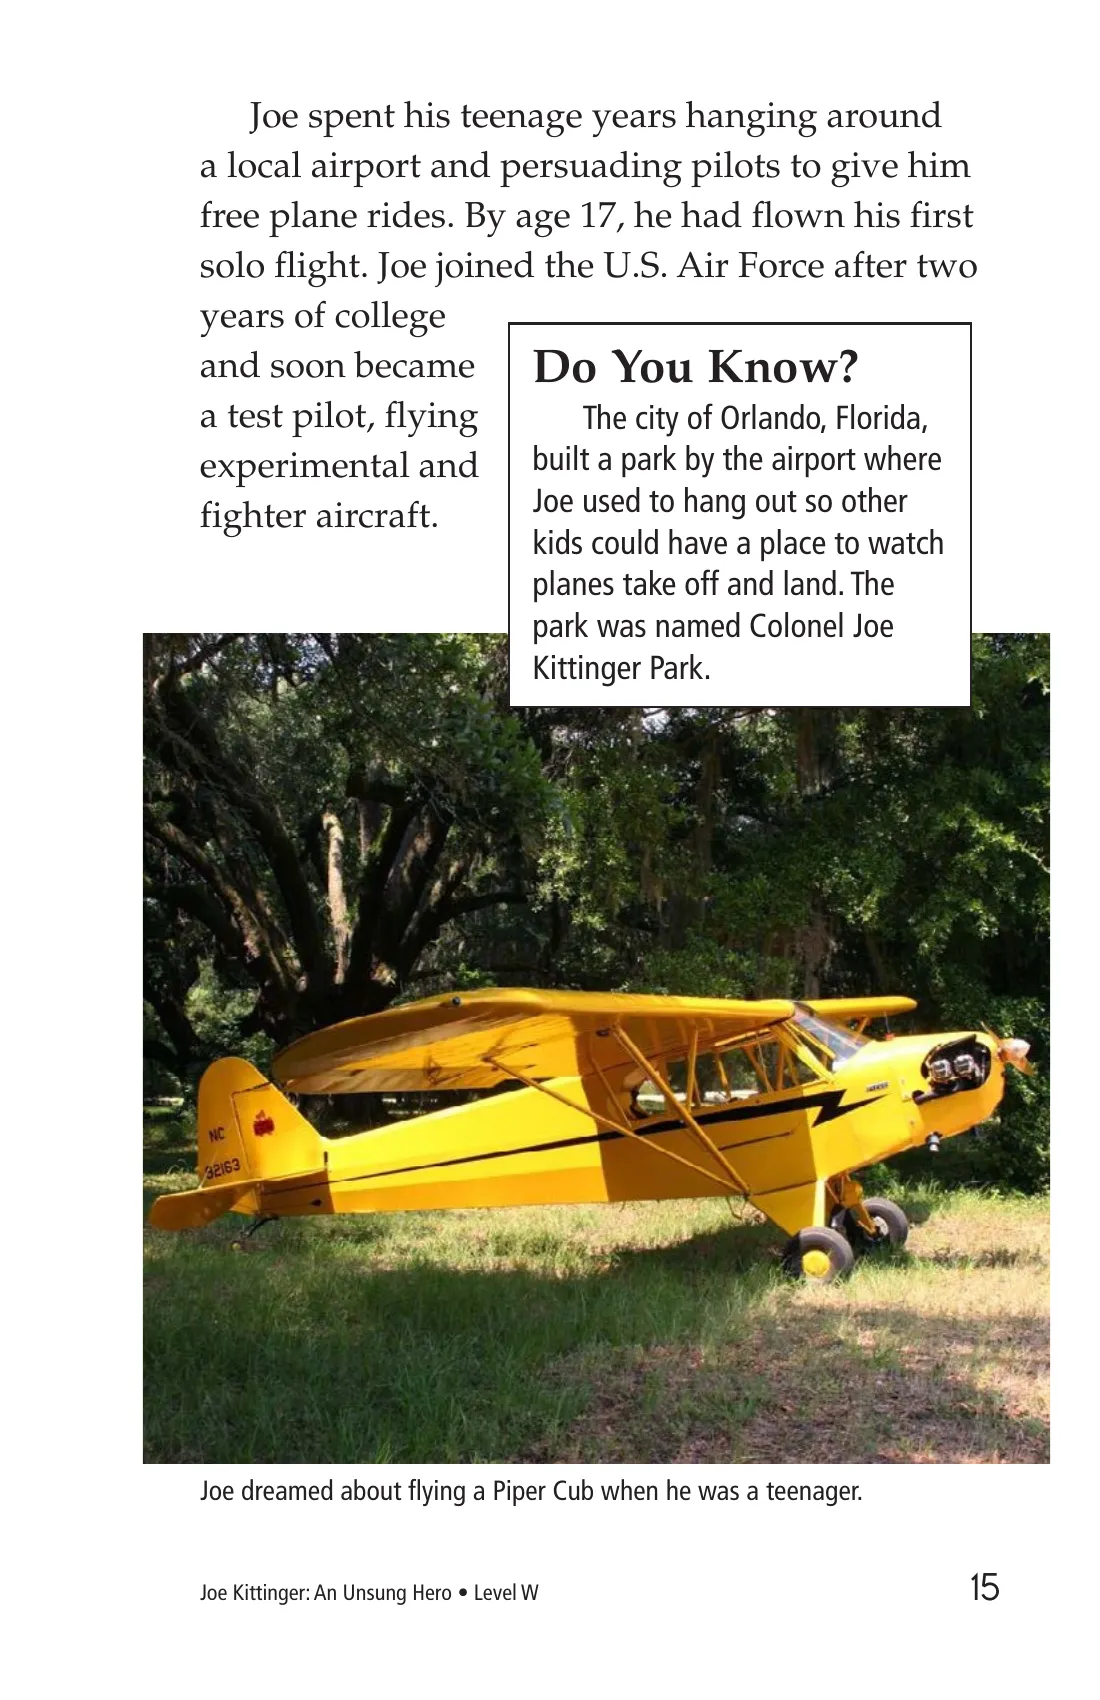 Joe spent his teenage years hanging around
a local airport and persuading pilots to give him
free plane rides. By age 17, he had flown his first
solo flight. Joe joined the U.S. Air Force after two
years of college
and soon became
a test pilot, flying
experimental and
fighter aircraft.
Do You Know?
The city of Orlando, Florida,
built a park by the airport where
Joe used to hang out so other
kids could have a place to watch
planes take off and land. The
park was named Colonel Joe
Kittinger Park.
NC
32163
Joe dreamed about flying a Piper Cub when he was a teenager.
Joe Kittinger: An Unsung Hero • Level W
15